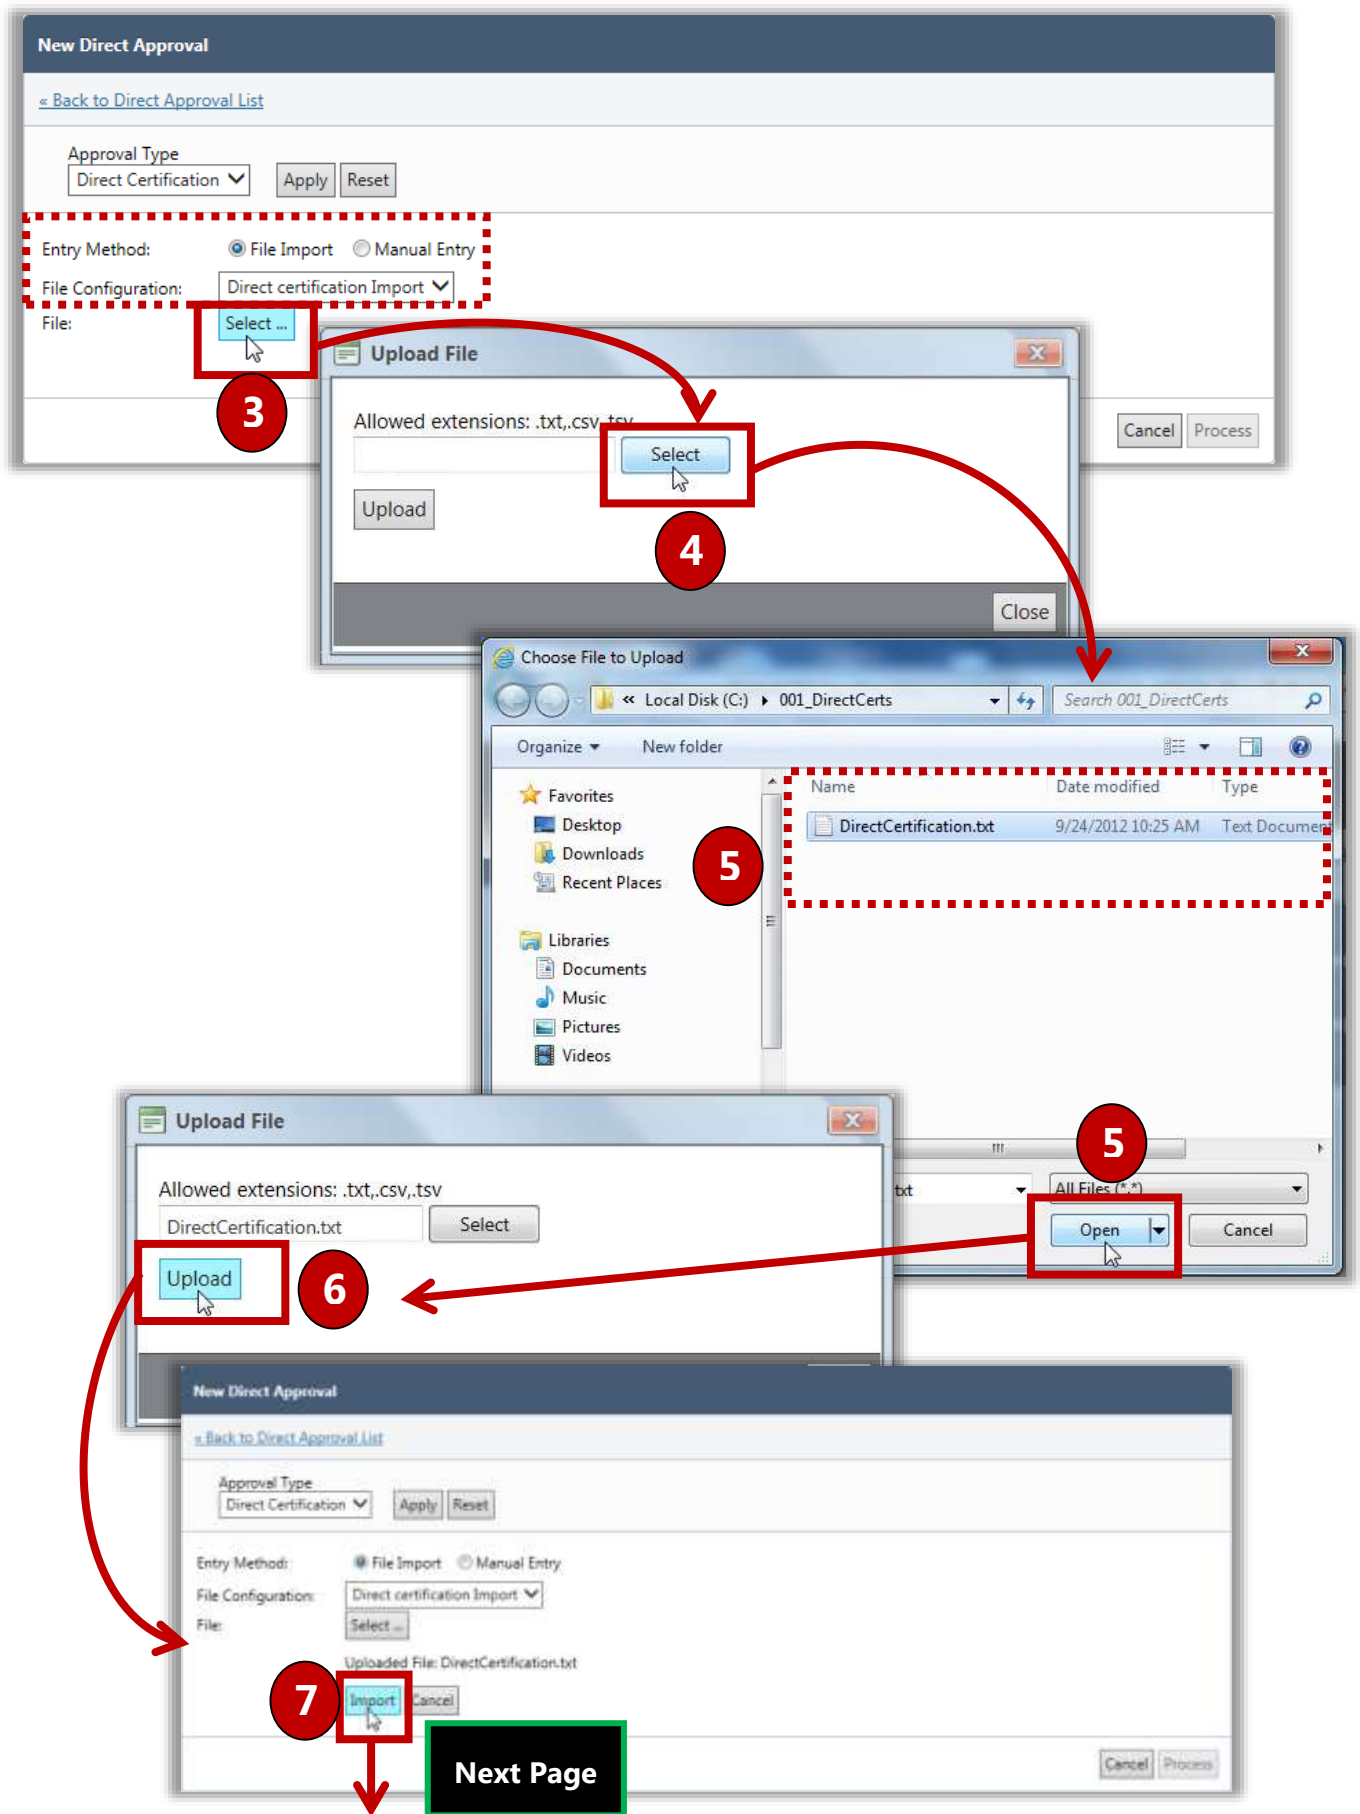 New Direct Approval
« Back to Direct Approval List
Approval Type
Direct Certification Apply Reset
Entry Method: File Import Manual Entry
File Configuration: Direct certification Import
File: Select ...
3
Upload File
Allowed extensions: .txt,.csv,.tsv
Select
Upload
4
Cancel Process
Close
Choose File to Upload
« Local Disk (C:) 001_DirectCerts Search 001_DirectCerts
Organize New folder
Name Date modified Type
DirectCertification.txt 9/24/2012 10:25 AM Text Document
5
Favorites
Desktop
Downloads
Recent Places
Libraries
Documents
Music
Pictures
Videos
5
txt All Files (*.*)
Open Cancel
Upload File
Allowed extensions: .txt,.csv,.tsv
DirectCertification.txt Select
Upload
6
New Direct Approval
« Back to Direct Approval List
Approval Type
Direct Certification Apply Reset
Entry Method: File Import Manual Entry
File Configuration: Direct certification Import
File: Select ...
Uploaded File: DirectCertification.txt
7
Import Cancel
Cancel Process
Next Page